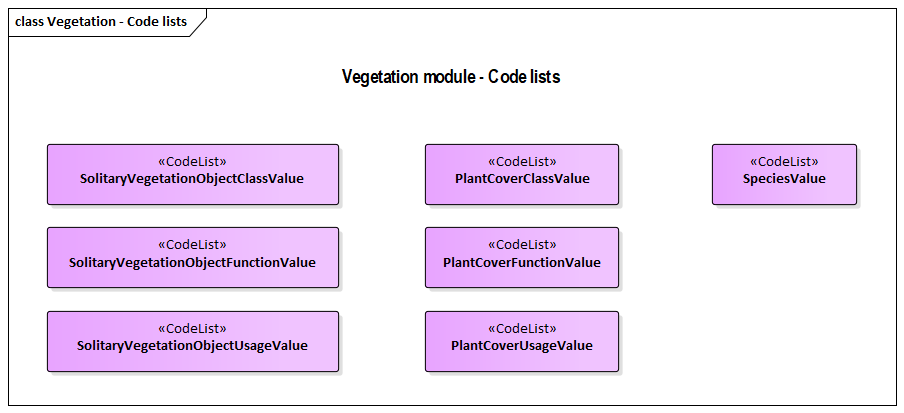 class Vegetation - Code lists
Vegetation module - Code lists
«CodeList»
SolitaryVegetationObjectClassValue
«CodeList»
PlantCoverClassValue
«CodeList»
SpeciesValue
«CodeList»
SolitaryVegetationObjectFunctionValue
«CodeList»
PlantCoverFunctionValue
«CodeList»
SolitaryVegetationObjectUsageValue
«CodeList»
PlantCoverUsageValue